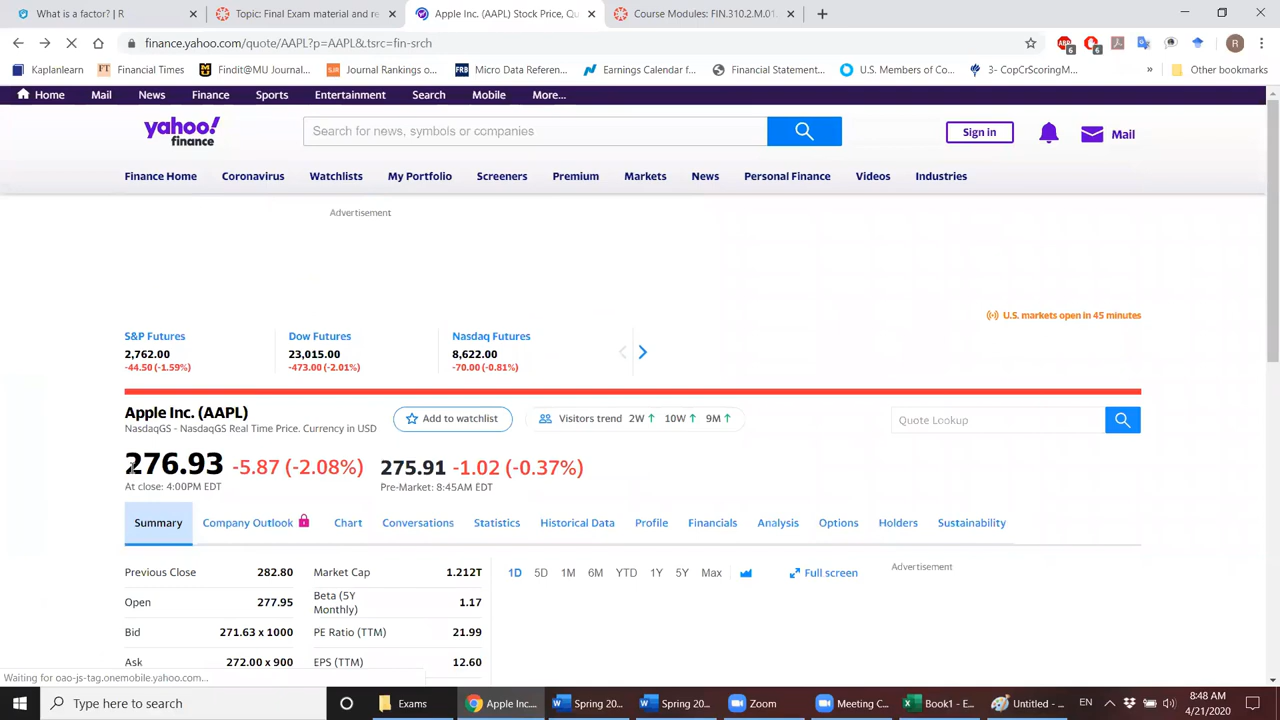 What is a factor? |
Topic: Final Exam material and re
Apple Inc. (AAPL) Stock Price, Qu
Course Modules: FIN.310.2.M.01.
finance.yahoo.com/quote/AAPL?p=AAPL&tsrc=fin-srch
6
6
R
Kaplanlearn
FT Financial Times
Findit@MU Journal...
SJR Journal Rankings o...
FRB Micro Data Referen...
Earnings Calendar f...
Financial Statement...
U.S. Members of Co...
3- CopCrScoringM...
» Other bookmarks
Home Mail News Finance Sports Entertainment Search Mobile More...
yahoo!
finance
Search for news, symbols or companies
Sign in
Mail
Finance Home Coronavirus Watchlists My Portfolio Screeners Premium Markets News Personal Finance Videos Industries
Advertisement
U.S. markets open in 45 minutes
S&P Futures
2,762.00
-44.50 (-1.59%)
Dow Futures
23,015.00
-473.00 (-2.01%)
Nasdaq Futures
8,622.00
-70.00 (-0.81%)
Apple Inc. (AAPL)
NasdaqGS - NasdaqGS Real Time Price. Currency in USD
Add to watchlist
Visitors trend 2W↑ 10W↑ 9M↑
Quote Lookup
276.93 -5.87 (-2.08%)
At close: 4:00PM EDT
275.91 -1.02 (-0.37%)
Pre-Market: 8:45AM EDT
Summary Company Outlook Chart Conversations Statistics Historical Data Profile Financials Analysis Options Holders Sustainability
Previous Close 282.80
Open 277.95
Bid 271.63 x 1000
Ask 272.00 x 900
Market Cap 1.212T
Beta (5Y
Monthly) 1.17
PE Ratio (TTM) 21.99
EPS (TTM) 12.60
1D 5D 1M 6M YTD 1Y 5Y Max
Full screen
Advertisement
Waiting for oao-js-tag.onemobile.yahoo.com...
Type here to search
Exams
Apple Inc....
Spring 20...
Spring 20...
Zoom
Meeting C...
Book1 - E...
Untitled - ...
EN
8:48 AM
4/21/2020